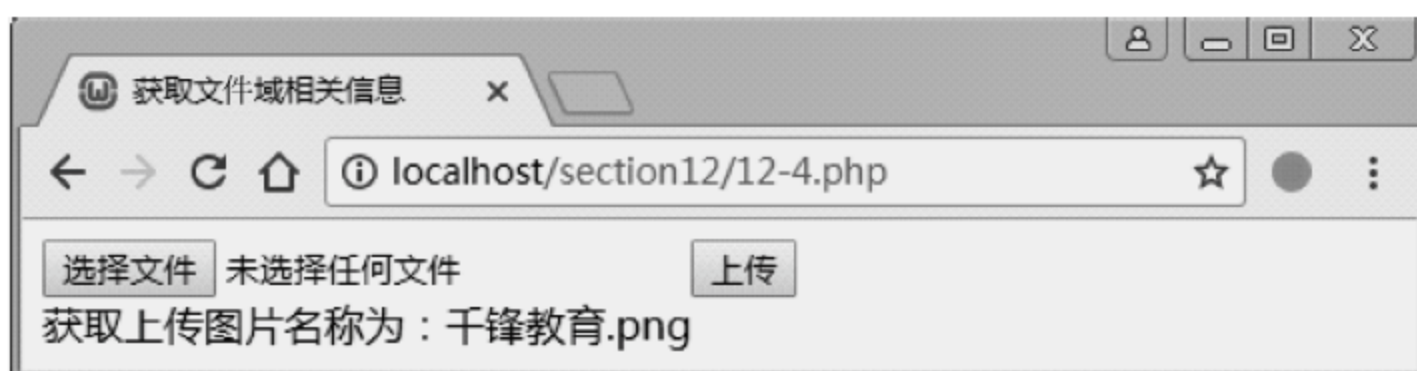 获取文件域相关信息
localhost/section12/12-4.php
选择文件 未选择任何文件 上传
获取上传图片名称为：千锋教育.png